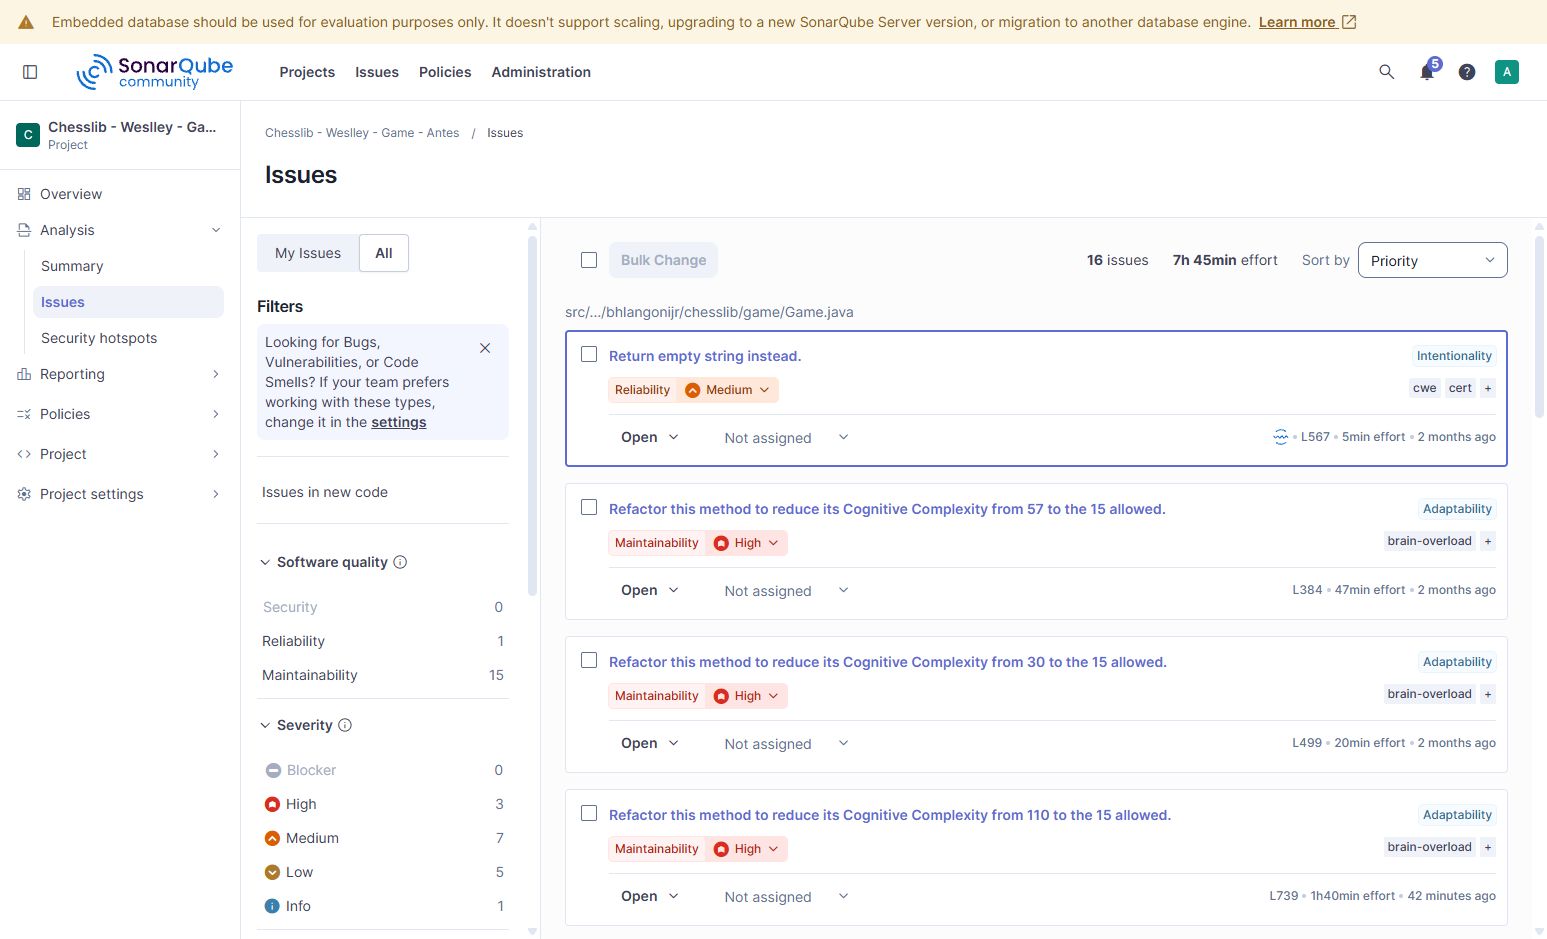 Embedded database should be used for evaluation purposes only. It doesn't support scaling, upgrading to a new SonarQube Server version, or migration to another database engine. Learn more
SonarQube community
Projects Issues Policies Administration
5
?
A
C
Chesslib - Weslley - Ga...
Project
Overview
Analysis
Summary
Issues
Security hotspots
Reporting
Policies
Project
Project settings
Chesslib - Weslley - Game - Antes / Issues
Issues
My Issues All
Filters
Looking for Bugs,
Vulnerabilities, or Code
Smells? If your team prefers
working with these types,
change it in the settings
Issues in new code
Software quality
Security 0
Reliability 1
Maintainability 15
Severity
Blocker 0
High 3
Medium 7
Low 5
Info 1
Bulk Change
16 issues 7h 45min effort Sort by Priority
src/.../bhlangonijr/chesslib/game/Game.java
Return empty string instead. Intentionality
Reliability Medium cwe cert +
Open Not assigned L567 • 5min effort • 2 months ago
Refactor this method to reduce its Cognitive Complexity from 57 to the 15 allowed. Adaptability
Maintainability High brain-overload +
Open Not assigned L384 • 47min effort • 2 months ago
Refactor this method to reduce its Cognitive Complexity from 30 to the 15 allowed. Adaptability
Maintainability High brain-overload +
Open Not assigned L499 • 20min effort • 2 months ago
Refactor this method to reduce its Cognitive Complexity from 110 to the 15 allowed. Adaptability
Maintainability High brain-overload +
Open Not assigned L739 • 1h40min effort • 42 minutes ago